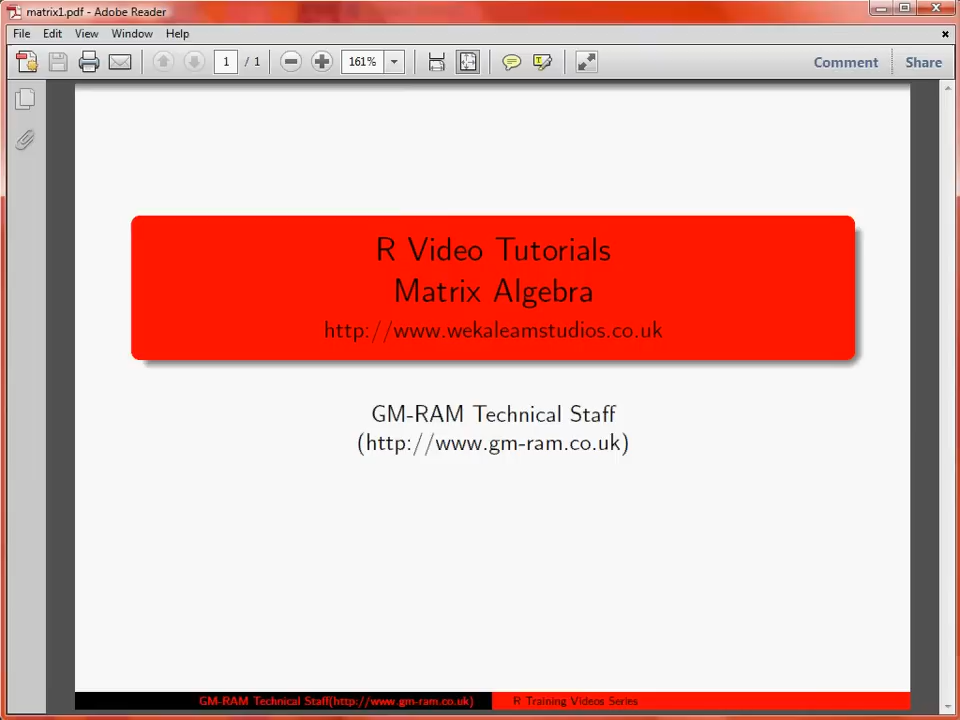 matrix1.pdf - Adobe Reader
File Edit View Window Help
1 / 1 161% Comment Share
R Video Tutorials
Matrix Algebra
http://www.wekaleamstudios.co.uk
GM-RAM Technical Staff
(http://www.gm-ram.co.uk)
GM-RAM Technical Staff(http://www.gm-ram.co.uk) R Training Videos Series